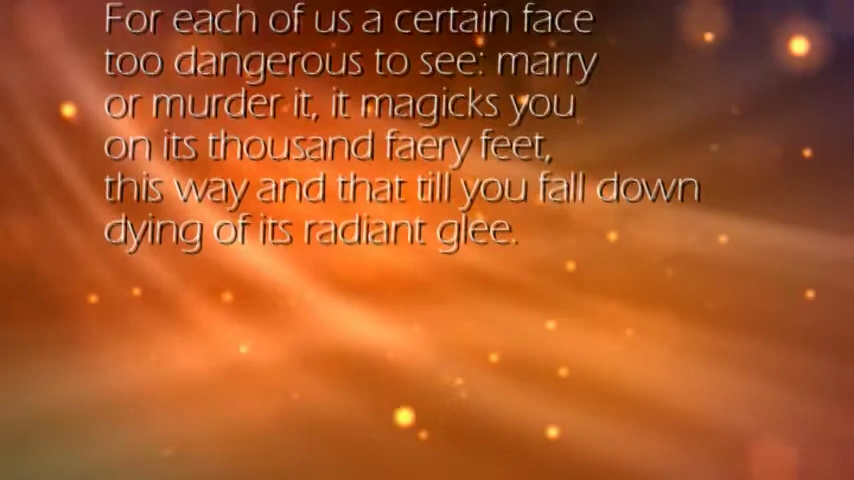 For each of us a certain face
too dangerous to see: marry
or murder it, it magicks you
on its thousand faery feet,
this way and that till you fall down
dying of its radiant glee.